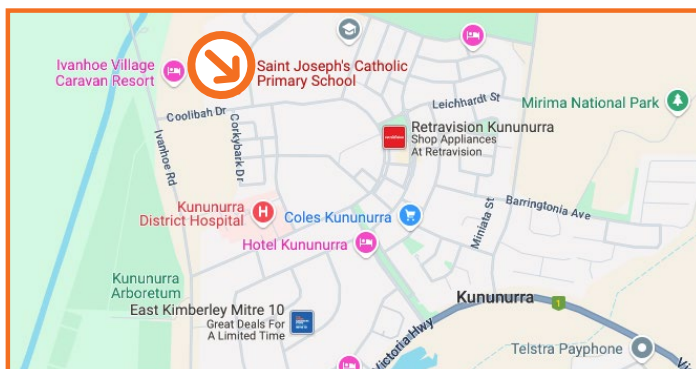 Ivanhoe Village
Caravan Resort
Saint Joseph's Catholic
Primary School
Leichhardt St
Mirima National Park
Coolibah Dr
Corkybark Dr
Ivanhoe Rd
Retravision Kununurra
Shop Appliances
At Retravision
Kununurra
District Hospital
H
Coles Kununurra
Barringtonia Ave
Miniata St
Hotel Kununurra
Kununurra
Arboretum
Kununurra
1
East Kimberley Mitre 10
Great Deals For
A Limited Time
Victoria Hwy
Telstra Payphone
Vi